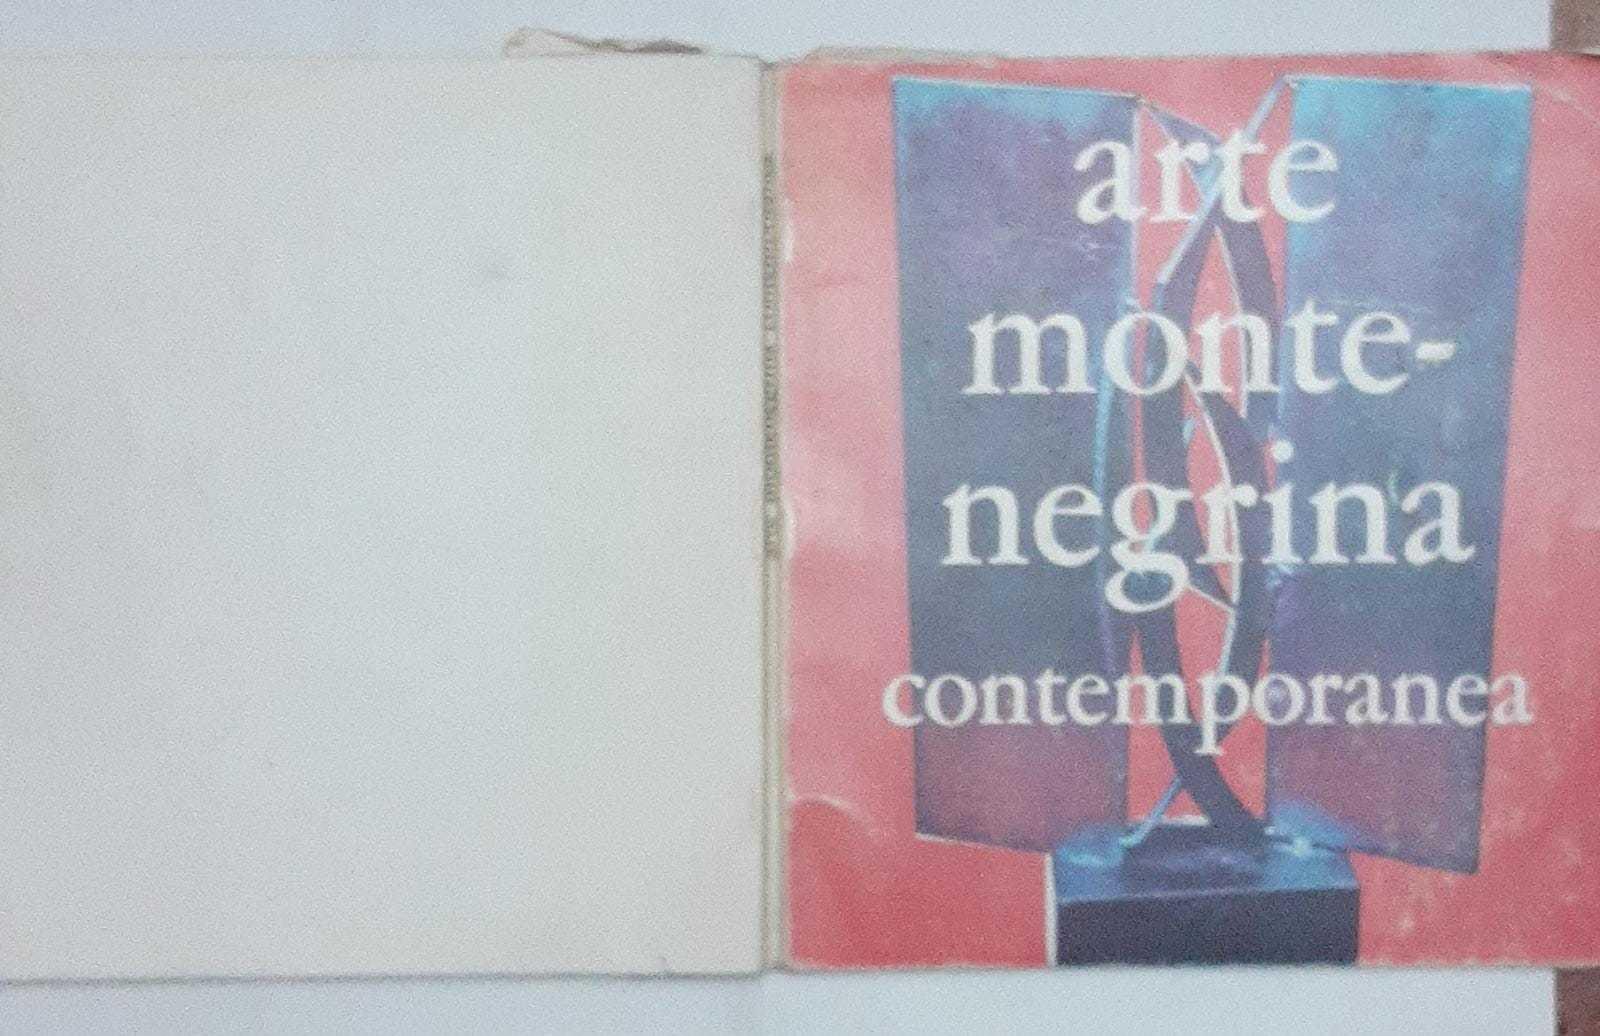 arte
monte-
negrina
contemporanea